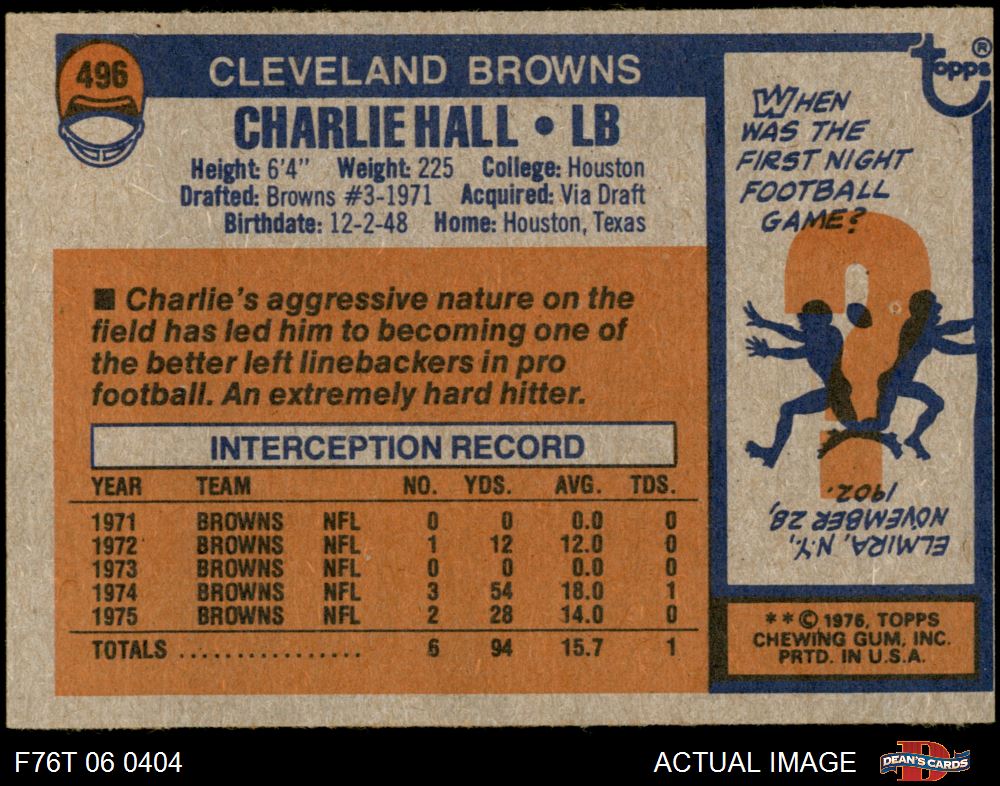 496
CLEVELAND BROWNS
CHARLIE HALL • LB
Height: 6'4" Weight: 225 College: Houston
Drafted: Browns #3-1971 Acquired: Via Draft
Birthdate: 12-2-48 Home: Houston, Texas
■ Charlie's aggressive nature on the
field has led him to becoming one of
the better left linebackers in pro
football. An extremely hard hitter.
INTERCEPTION RECORD
YEAR TEAM NO. YDS. AVG. TDS.
1971 BROWNS NFL 0 0 0.0 0
1972 BROWNS NFL 1 12 12.0 0
1973 BROWNS NFL 0 0 0.0 0
1974 BROWNS NFL 3 54 18.0 1
1975 BROWNS NFL 2 28 14.0 0
TOTALS ................. 6 94 15.7 1
topps®
WHEN
WAS THE
FIRST NIGHT
FOOTBALL
GAME?
ELMIRA, N.Y.,
NOVEMBER 28,
1902.
**© 1976, TOPPS
CHEWING GUM, INC.
PRTD. IN U.S.A.
F76T 06 0404
ACTUAL IMAGE
D
DEAN'S CARDS